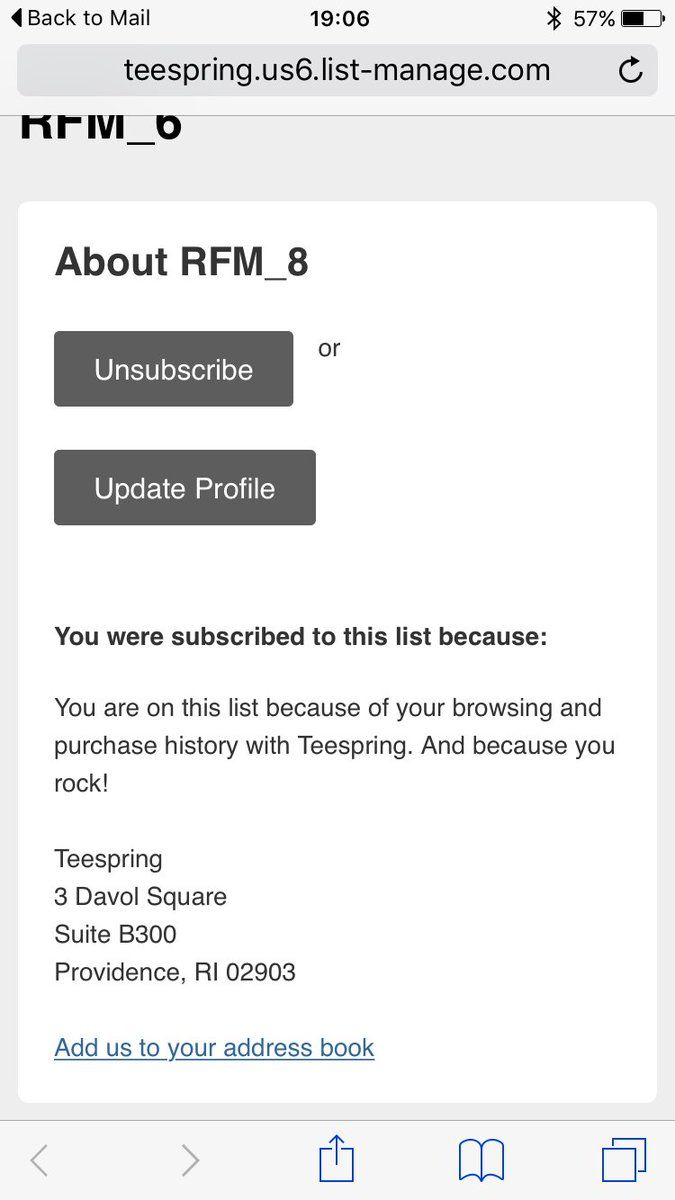 Back to Mail 19:06 57%
teespring.us6.list-manage.com
RFM_6
About RFM_8
Unsubscribe or
Update Profile
You were subscribed to this list because:
You are on this list because of your browsing and
purchase history with Teespring. And because you
rock!
Teespring
3 Davol Square
Suite B300
Providence, RI 02903
Add us to your address book